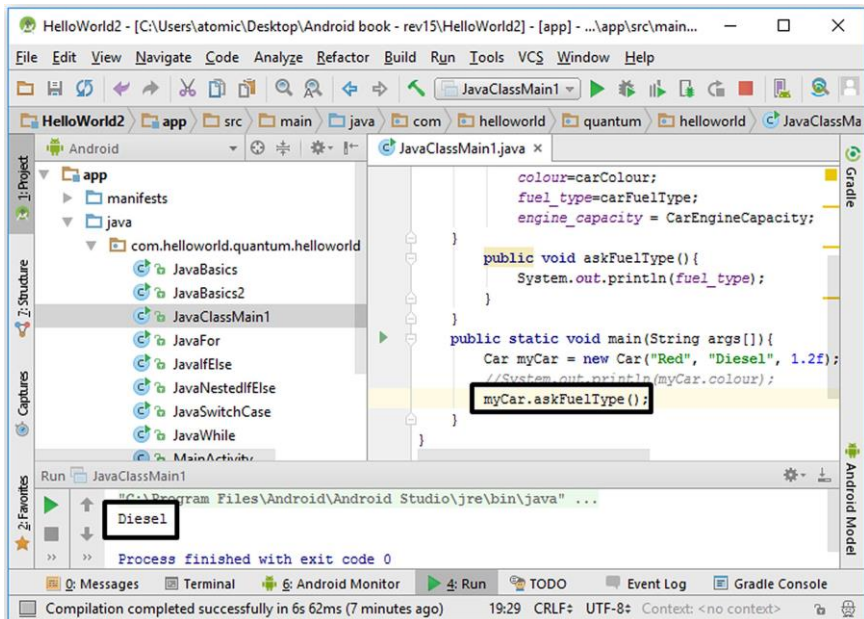 HelloWorld2 - [C:\Users\atomic\Desktop\Android book - rev15\HelloWorld2] - [app] - ...\app\src\main...
File Edit View Navigate Code Analyze Refactor Build Run Tools VCS Window Help
JavaClassMain1
HelloWorld2 app src main java com helloworld quantum helloworld JavaClassMa
1: Project
7: Structure
Captures
2: Favorites
Android
app
manifests
java
com.helloworld.quantum.helloworld
JavaBasics
JavaBasics2
JavaClassMain1
JavaFor
JavaIfElse
JavaNestedIfElse
JavaSwitchCase
JavaWhile
MainActivity
JavaClassMain1.java
colour=carColour;
fuel_type=carFuelType;
engine_capacity = CarEngineCapacity;
}
public void askFuelType(){
System.out.println(fuel_type);
}
}
public static void main(String args[]){
Car myCar = new Car("Red", "Diesel", 1.2f);
//System.out.println(myCar.colour);
myCar.askFuelType();
}
}
Gradle
Android Model
Run JavaClassMain1
"C:\Program Files\Android\Android Studio\jre\bin\java" ...
Diesel
Process finished with exit code 0
0: Messages Terminal 6: Android Monitor 4: Run TODO Event Log Gradle Console
Compilation completed successfully in 6s 62ms (7 minutes ago) 19:29 CRLF UTF-8 Context: <no context>